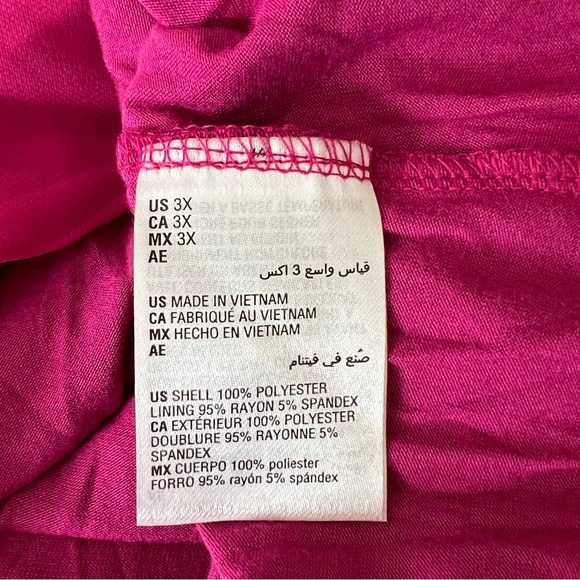 US 3X
CA 3X
MX 3X
AE
قياس واسع 3 اكس
US MADE IN VIETNAM
CA FABRIQUÉ AU VIETNAM
MX HECHO EN VIETNAM
AE
صُنع في فيتنام
US SHELL 100% POLYESTER
LINING 95% RAYON 5% SPANDEX
CA EXTÉRIEUR 100% POLYESTER
DOUBLURE 95% RAYONNE 5%
SPANDEX
MX CUERPO 100% poliester
FORRO 95% rayón 5% spándex